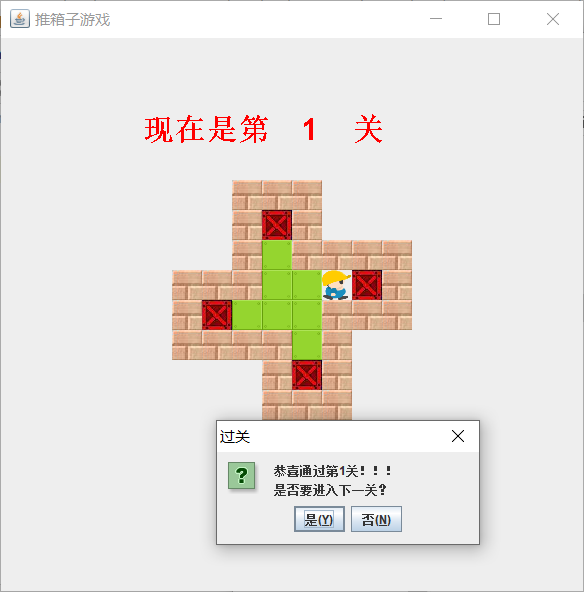 推箱子游戏
现在是第 1 关
过关
恭喜通过第1关！！！
是否要进入下一关？
是(Y) 否(N)